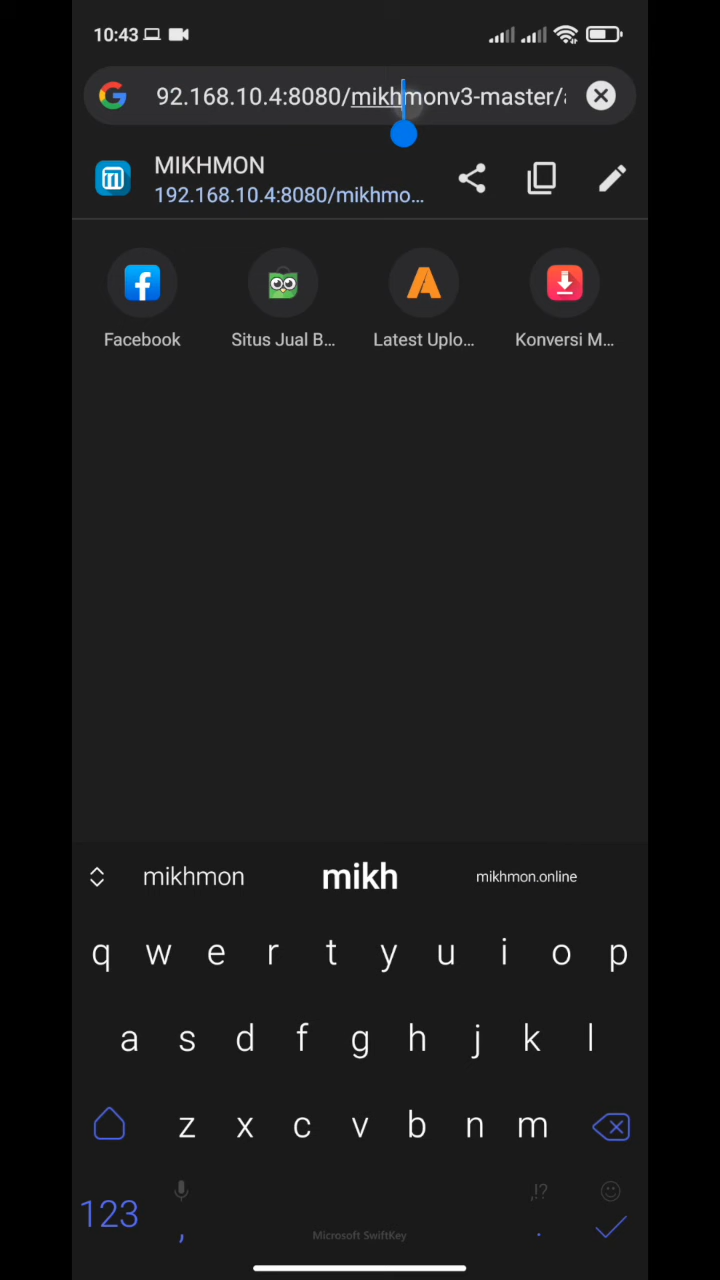 10:43
92.168.10.4:8080/mikhmonv3-master/a
MIKHMON
192.168.10.4:8080/mikhmo...
Facebook
Situs Jual B...
Latest Uplo...
Konversi M...
mikhmon mikh mikhmon.online
q w e r t y u i o p
a s d f g h j k l
z x c v b n m
,!?
123 , Microsoft SwiftKey .